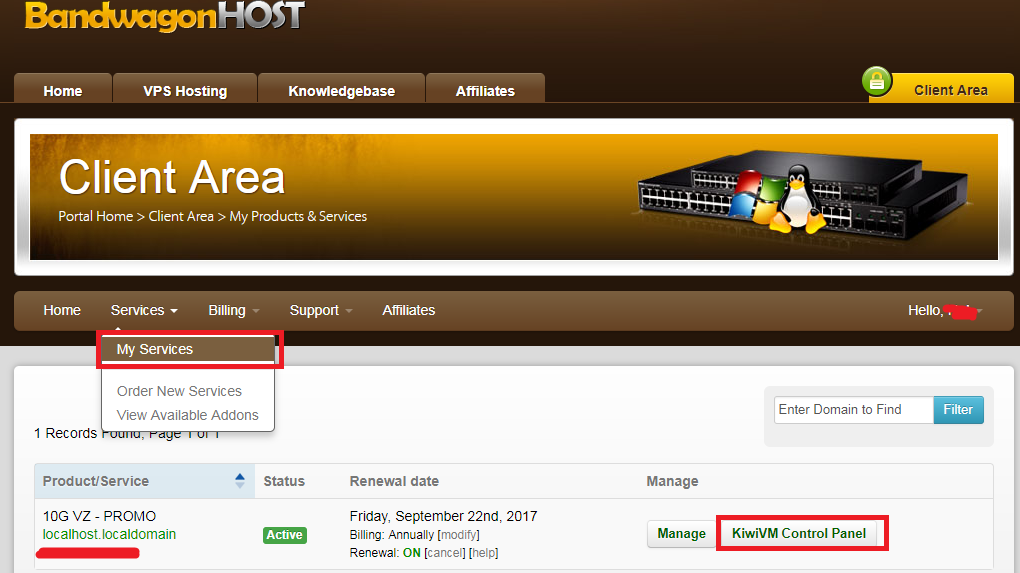 BandwagonHOST
Home VPS Hosting Knowledgebase Affiliates Client Area
Client Area
Portal Home > Client Area > My Products & Services
Home Services Billing Support Affiliates Hello,
My Services
Order New Services
View Available Addons
Enter Domain to Find Filter
1 Records Found, Page 1 of 1
Product/Service Status Renewal date Manage
10G VZ - PROMO Friday, September 22nd, 2017
localhost.localdomain Active Billing: Annually [modify] Manage KiwiVM Control Panel
Renewal: ON [cancel] [help]